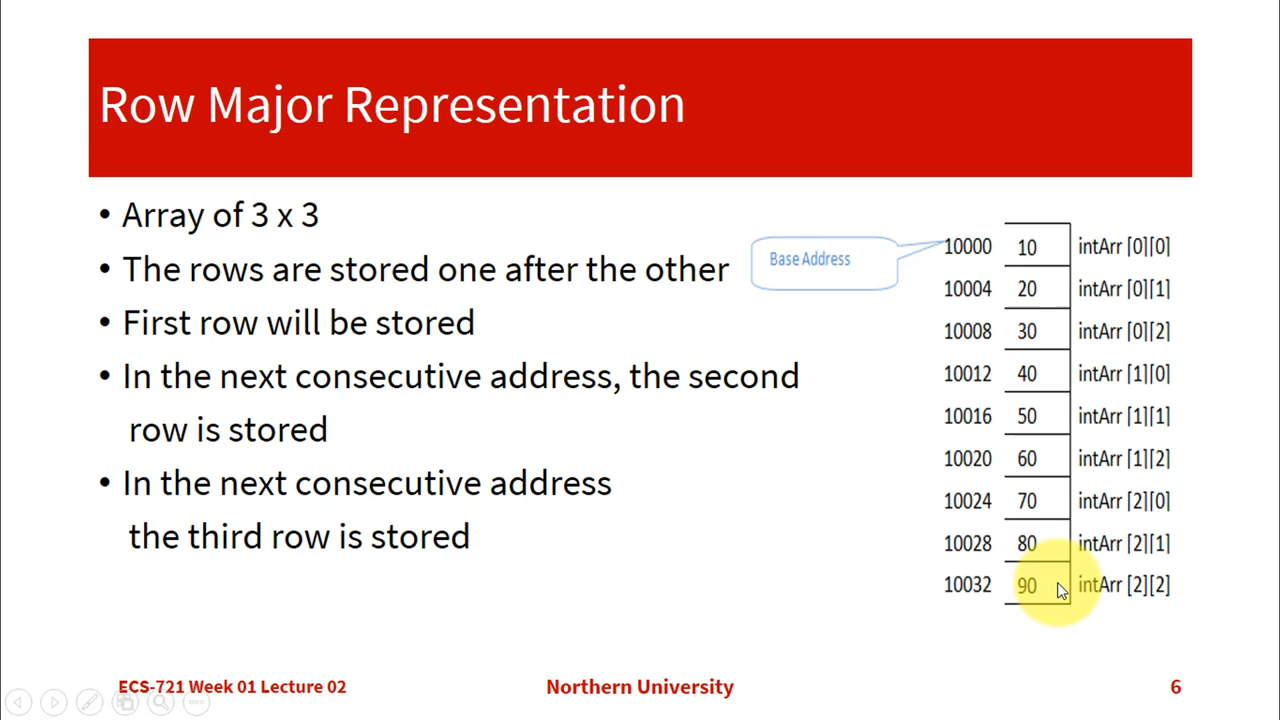 Row Major Representation
• Array of 3 x 3
• The rows are stored one after the other
• First row will be stored
• In the next consecutive address, the second
row is stored
• In the next consecutive address
the third row is stored
Base Address
10000 10 intArr [0][0]
10004 20 intArr [0][1]
10008 30 intArr [0][2]
10012 40 intArr [1][0]
10016 50 intArr [1][1]
10020 60 intArr [1][2]
10024 70 intArr [2][0]
10028 80 intArr [2][1]
10032 90 intArr [2][2]
ECS-721 Week 01 Lecture 02
Northern University
6